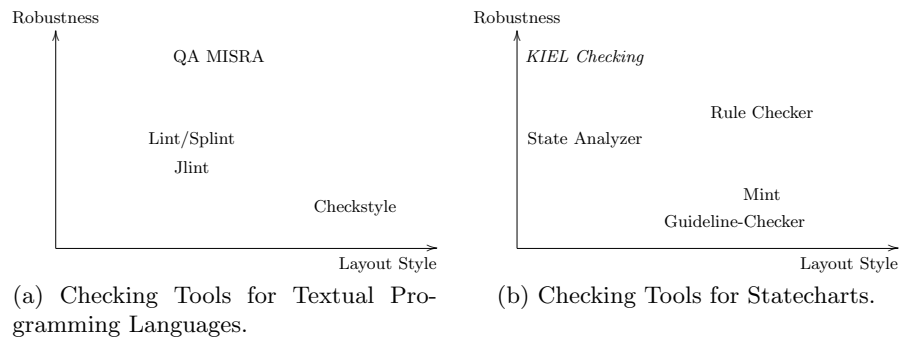 Robustness
QA MISRA
Lint/Splint
Jlint
Checkstyle
Layout Style
(a) Checking Tools for Textual Pro-
gramming Languages.
Robustness
KIEL Checking
Rule Checker
State Analyzer
Mint
Guideline-Checker
Layout Style
(b) Checking Tools for Statecharts.